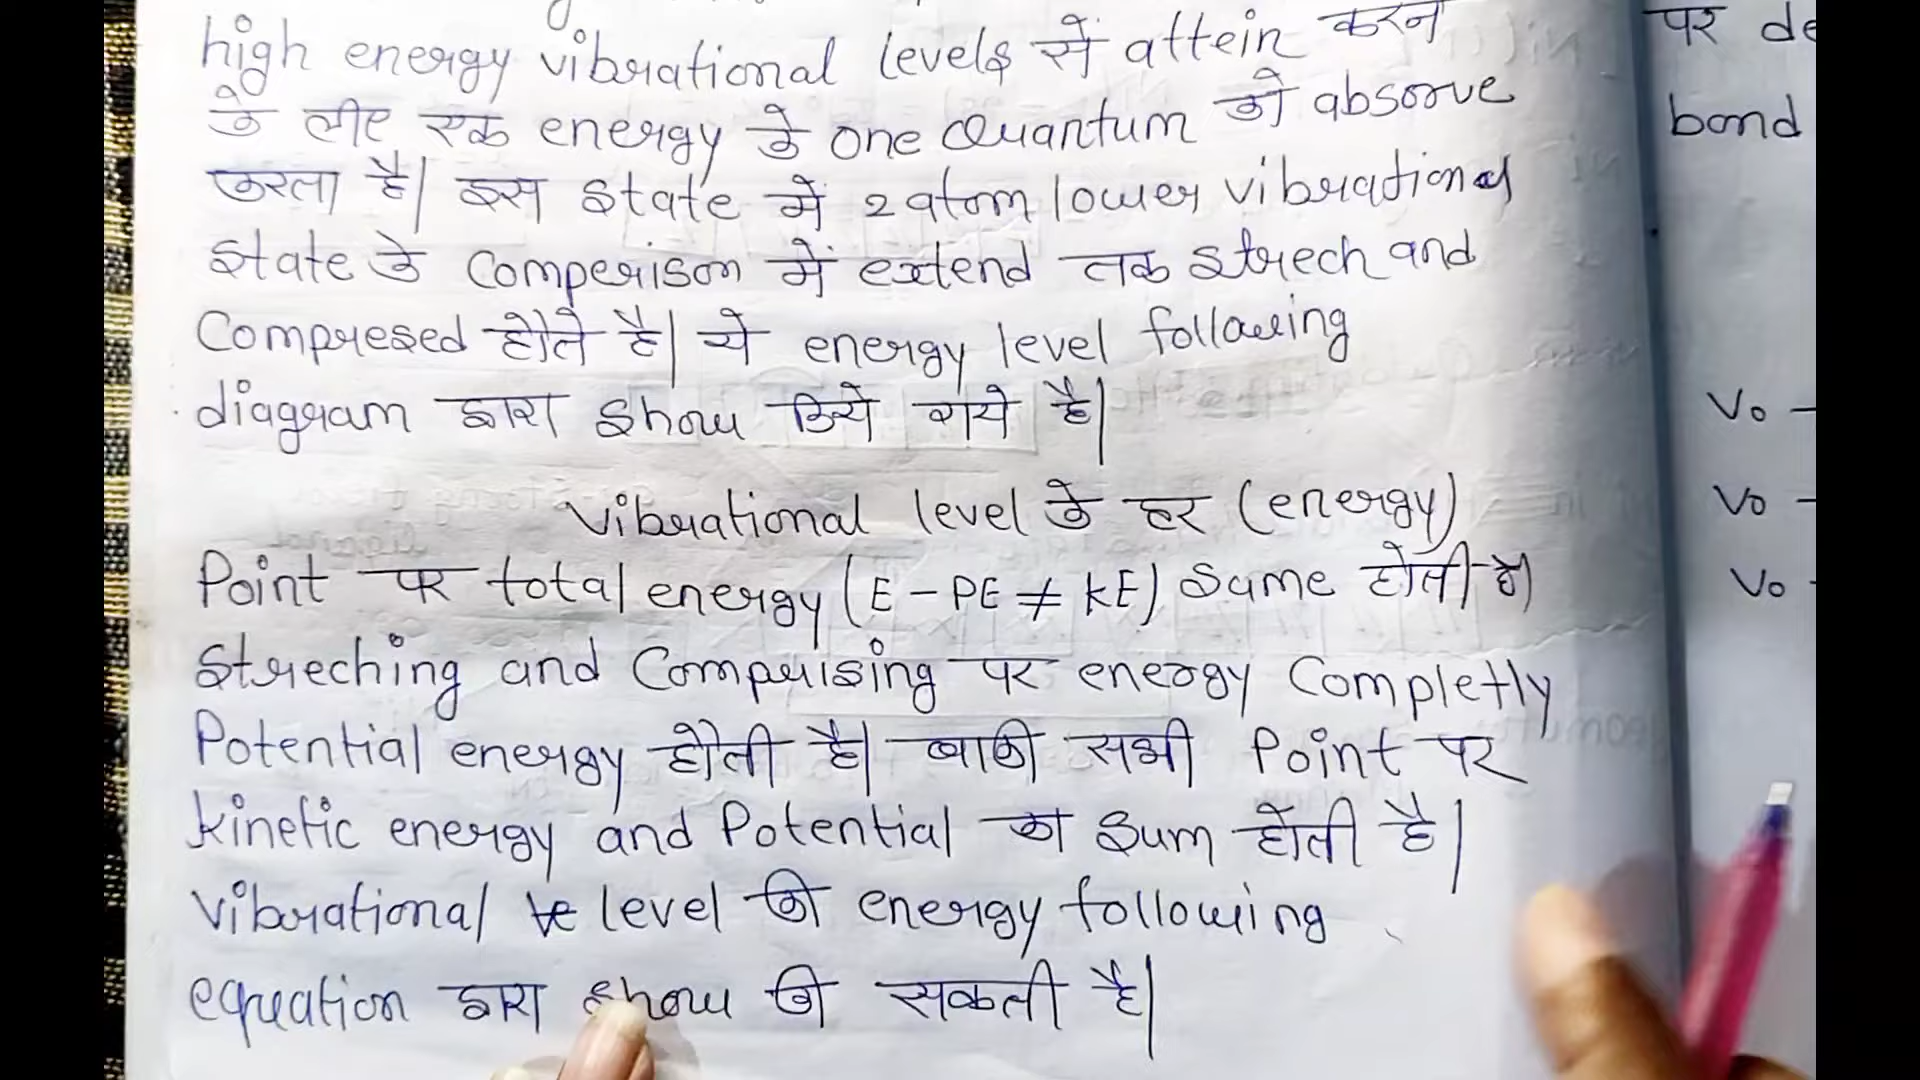 high energy vibrational levels से attein करने
के लीए एक energy के one Quantum को absorve
करता है। इस state में 2 atom lower vibrational
state के Comperison में extend तक strech and
Compresed होते है। ये energy level following
diagram द्वारा show किये गये है।
vibrational level के हर (energy)
Point पर total energy (E - PE ≠ KE) Same होती है।
Streching and Comprising पर energy Completly
Potential energy होती है। बाकी सभी Point पर
kinetic energy and Potential का Sum होती है।
Vibrational level की energy following
equation द्वारा show की सकती है।
पर de
bond
V₀ -
V₀ -
V₀ -